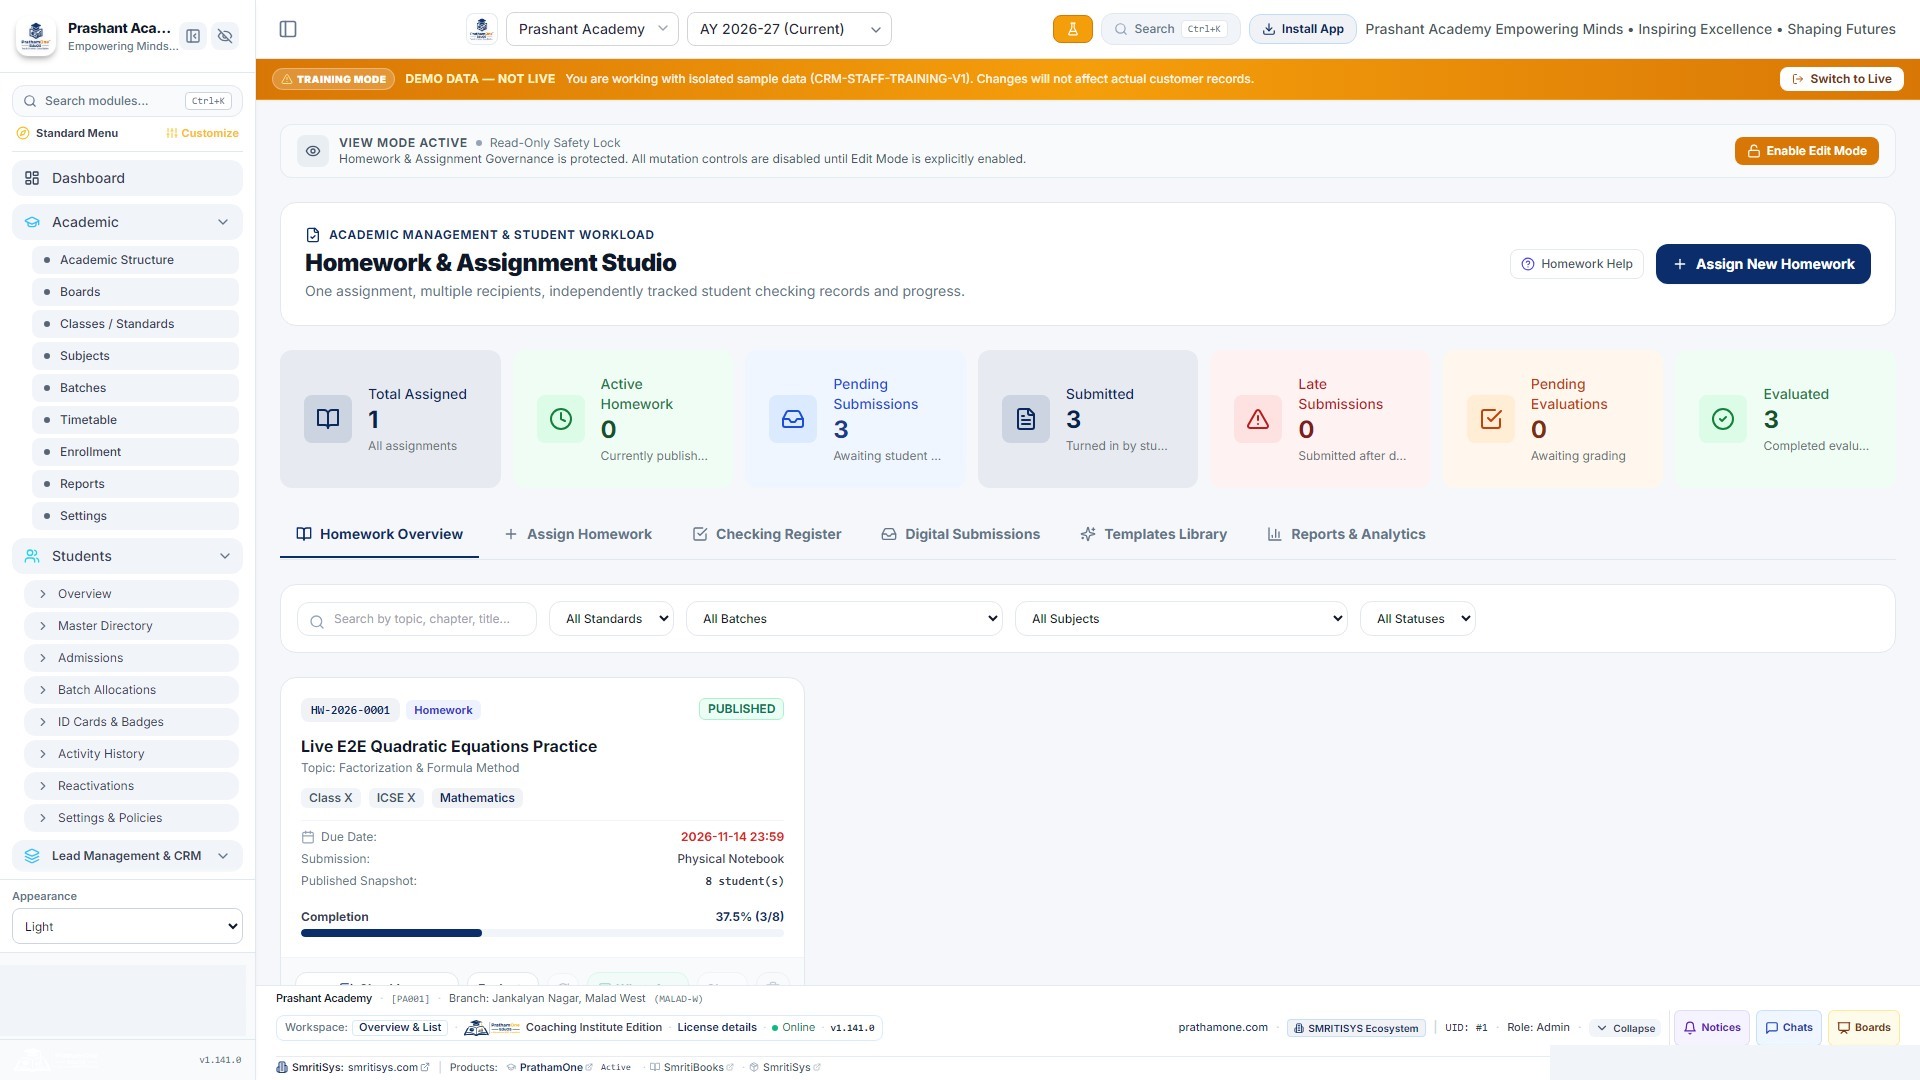 Prashant Aca...
Empowering Minds...
Search modules...
Ctrl+K
Standard Menu
Customize
Dashboard
Academic
Academic Structure
Boards
Classes / Standards
Subjects
Batches
Timetable
Enrollment
Reports
Settings
Students
Overview
Master Directory
Admissions
Batch Allocations
ID Cards & Badges
Activity History
Reactivations
Settings & Policies
Lead Management & CRM
Appearance
Light
v1.141.0
Prashant Academy
AY 2026-27 (Current)
Search
Ctrl+K
Install App
Prashant Academy Empowering Minds • Inspiring Excellence • Shaping Futures
TRAINING MODE
DEMO DATA — NOT LIVE
You are working with isolated sample data (CRM-STAFF-TRAINING-V1). Changes will not affect actual customer records.
Switch to Live
VIEW MODE ACTIVE
Read-Only Safety Lock
Homework & Assignment Governance is protected. All mutation controls are disabled until Edit Mode is explicitly enabled.
Enable Edit Mode
ACADEMIC MANAGEMENT & STUDENT WORKLOAD
Homework & Assignment Studio
One assignment, multiple recipients, independently tracked student checking records and progress.
Homework Help
Assign New Homework
Total Assigned
1
All assignments
Active
Homework
0
Currently publish...
Pending
Submissions
3
Awaiting student ...
Submitted
3
Turned in by stu...
Late
Submissions
0
Submitted after d...
Pending
Evaluations
0
Awaiting grading
Evaluated
3
Completed evalu...
Homework Overview
Assign Homework
Checking Register
Digital Submissions
Templates Library
Reports & Analytics
Search by topic, chapter, title...
All Standards
All Batches
All Subjects
All Statuses
HW-2026-0001
Homework
PUBLISHED
Live E2E Quadratic Equations Practice
Topic: Factorization & Formula Method
Class X
ICSE X
Mathematics
Due Date:
2026-11-14 23:59
Submission:
Physical Notebook
Published Snapshot:
8 student(s)
Completion
37.5% (3/8)
Prashant Academy · [PA001] · Branch: Jankalyan Nagar, Malad West (MALAD-W)
Workspace: Overview & List · Coaching Institute Edition · License details · Online · v1.141.0
prathamone.com · SMRITISYS Ecosystem | UID: #1 · Role: Admin · Collapse
Notices
Chats
Boards
SmritiSys: smritisys.com | Products: PrathamOne Active · SmritiBooks · SmritiSys